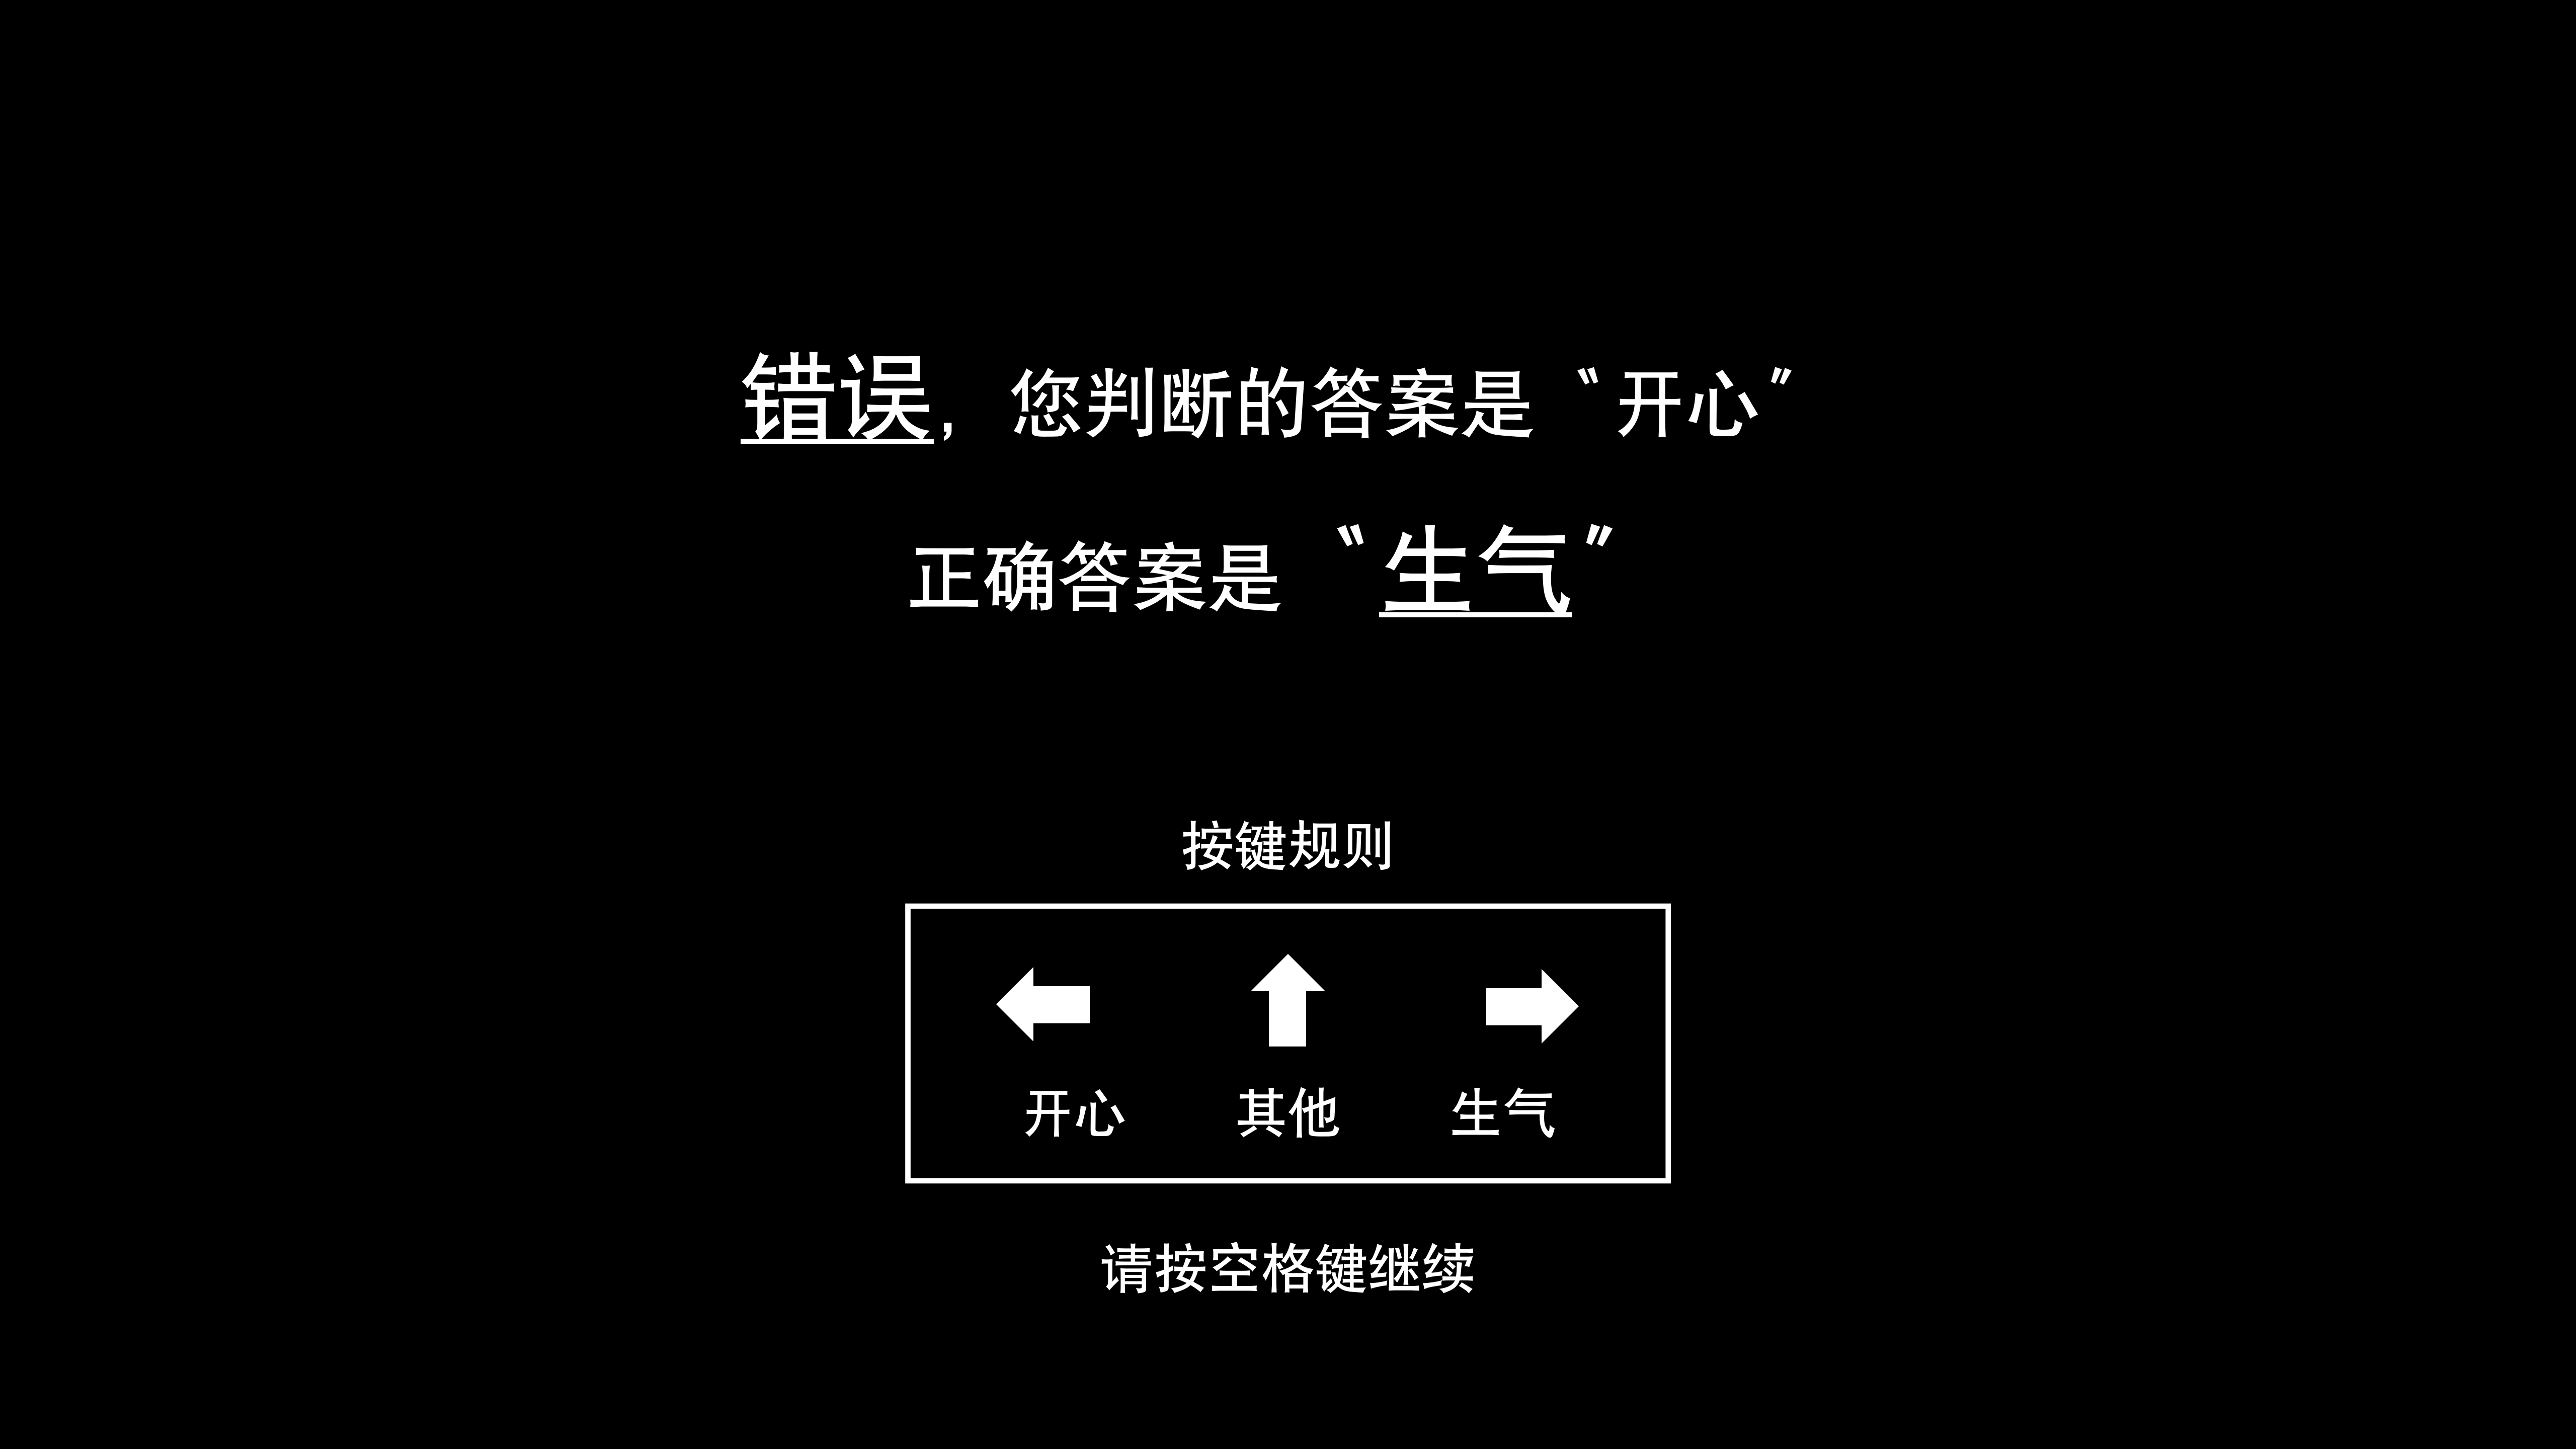 错误，您判断的答案是“开心”
正确答案是“生气”
按键规则
开心 其他 生气
请按空格键继续